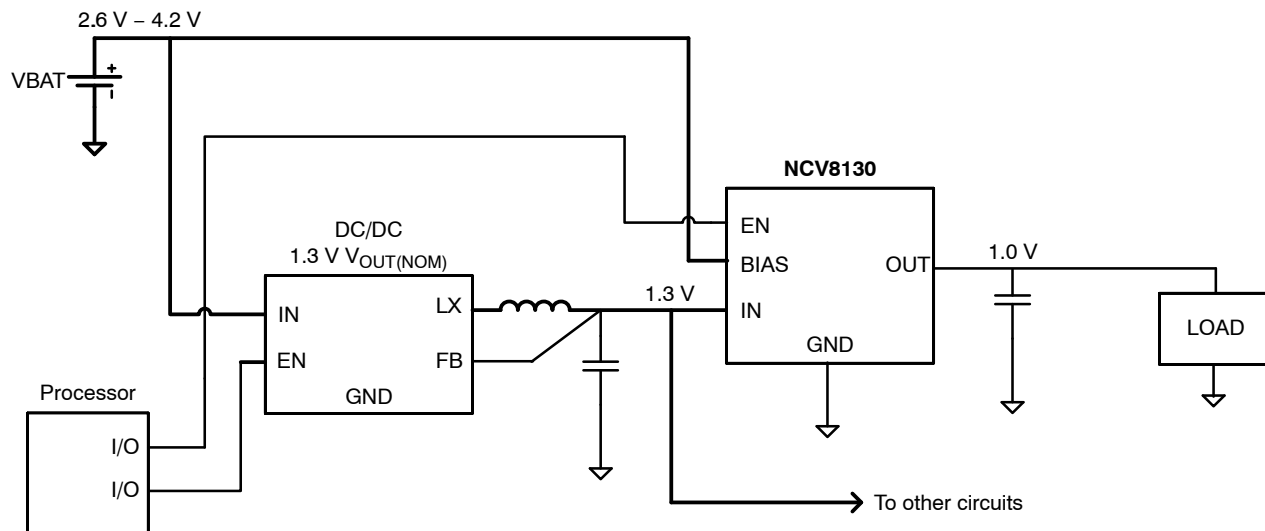 2.6 V – 4.2 V
VBAT
+
NCV8130
EN
DC/DC
1.3 V VOUT(NOM)
BIAS
OUT
1.0 V
LX
1.3 V
IN
IN
LOAD
EN
FB
GND
GND
Processor
I/O
I/O
To other circuits